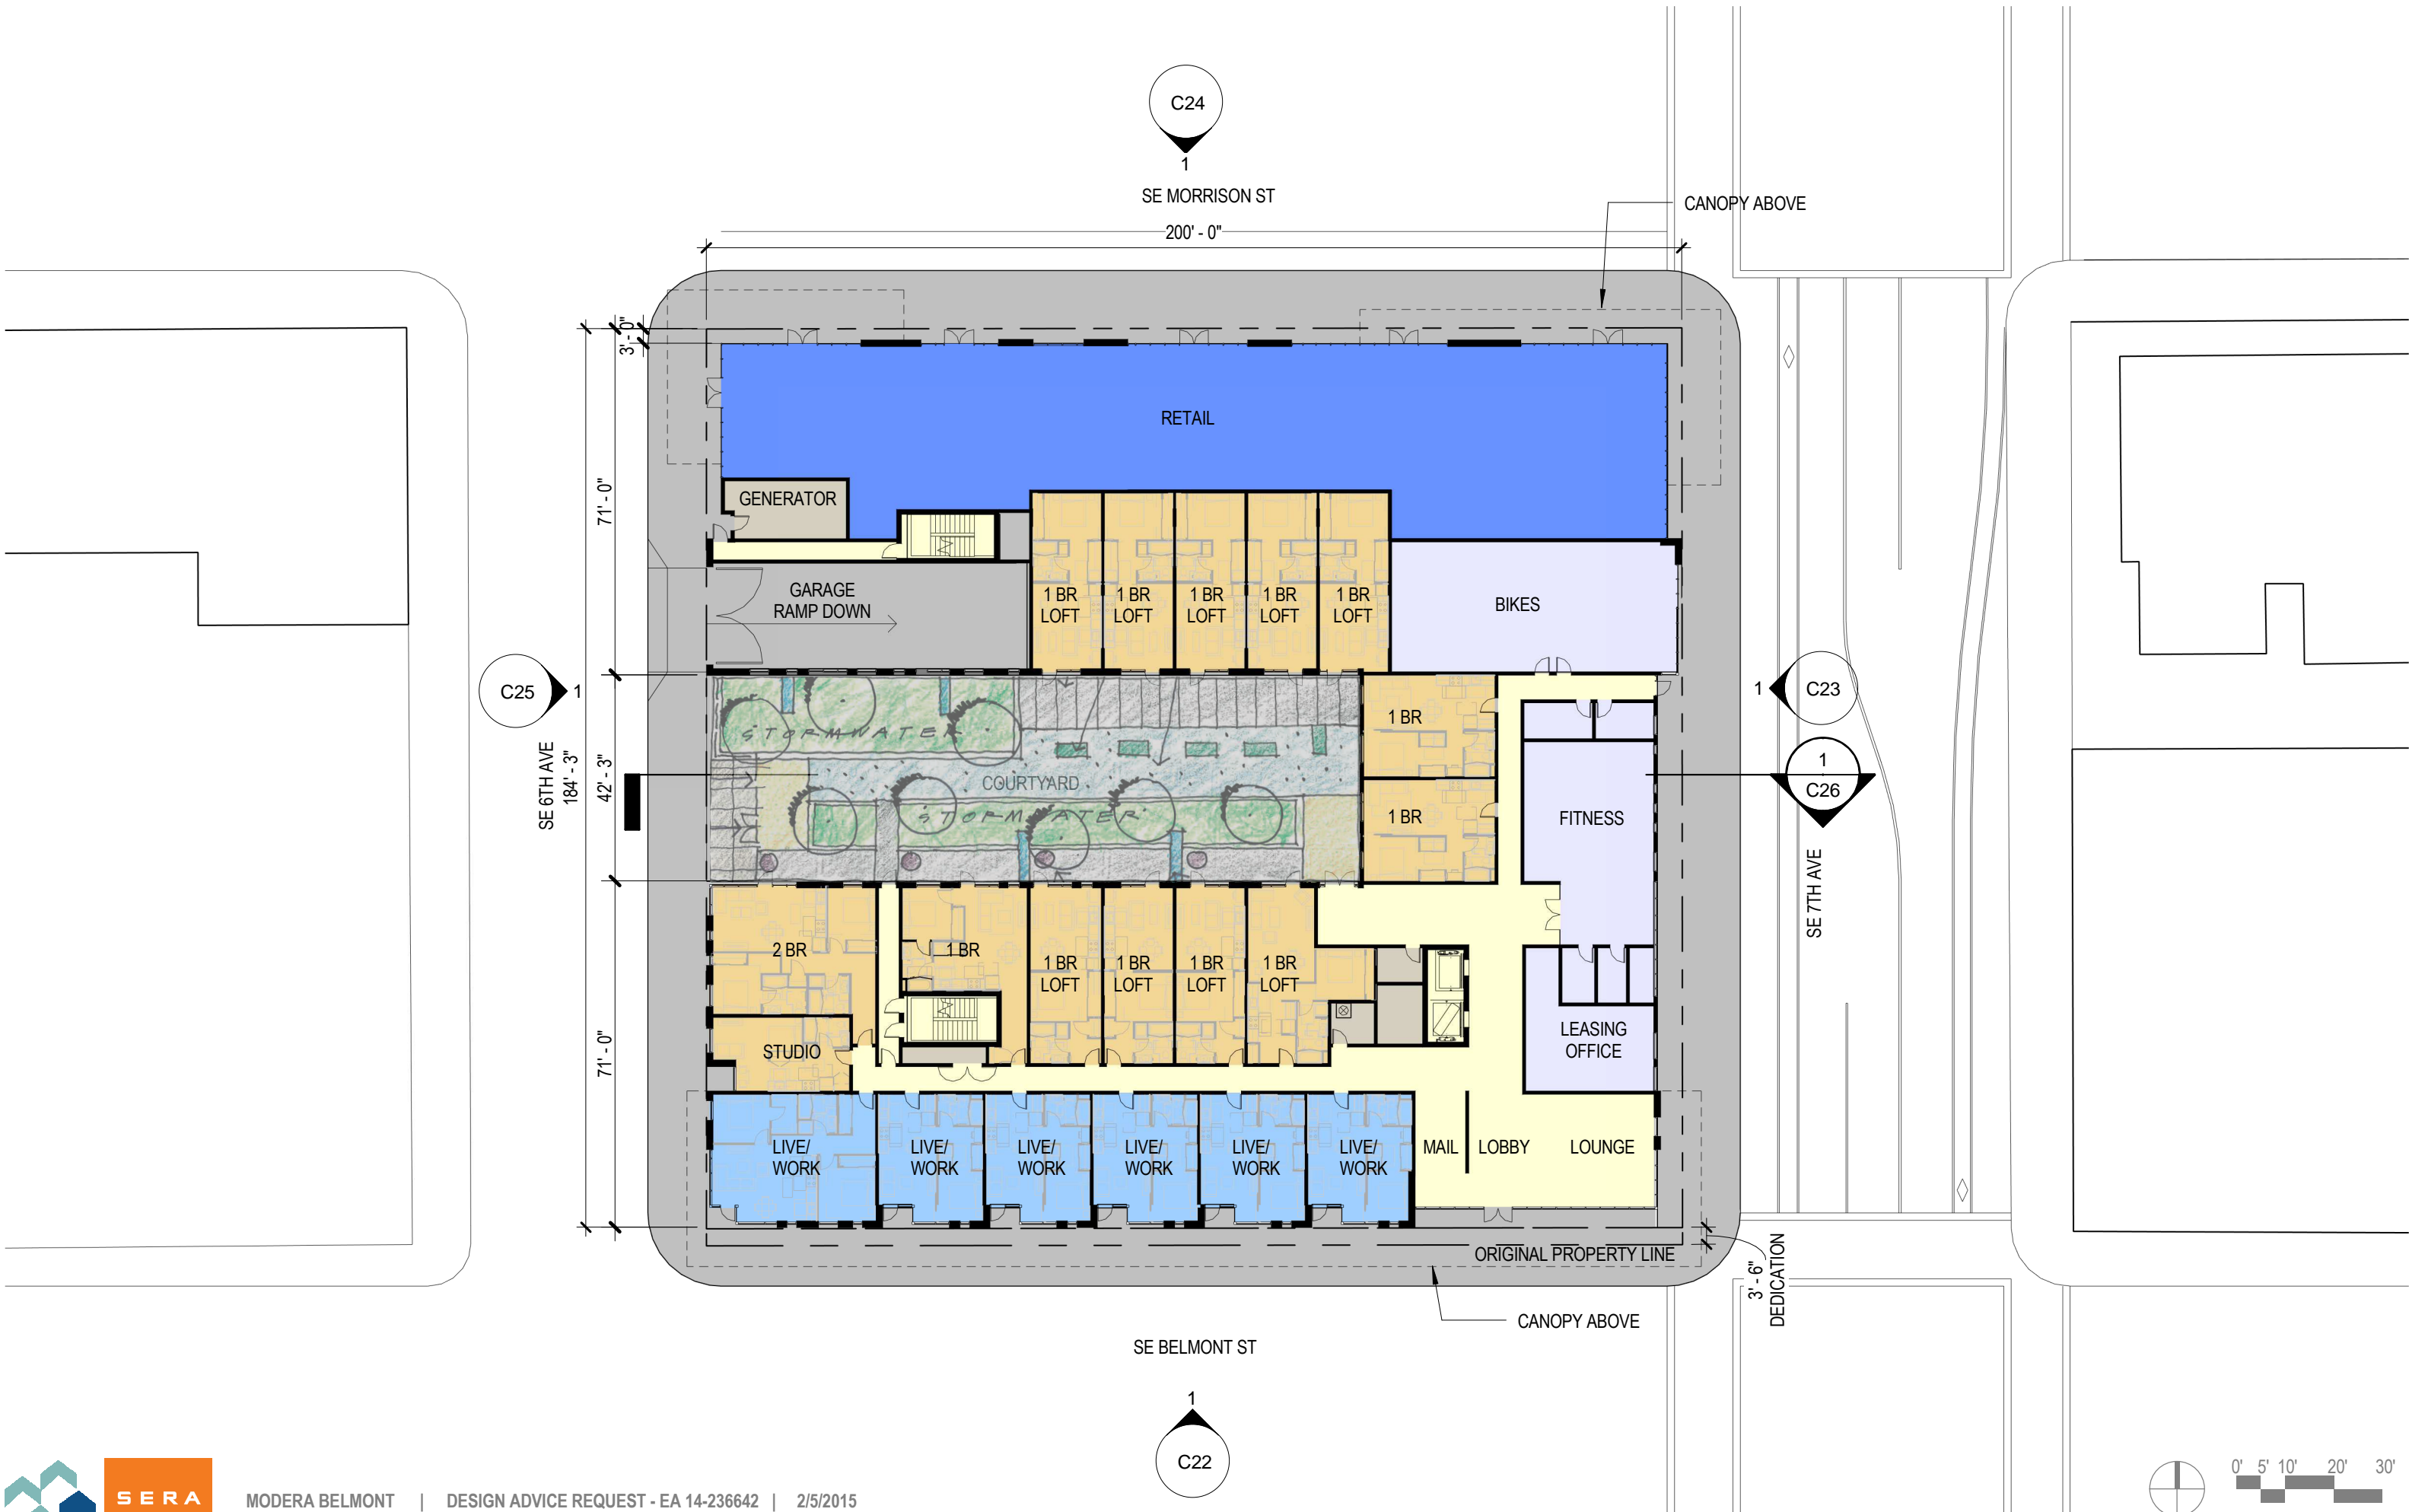 C24
1
SE MORRISON ST
CANOPY ABOVE
200' - 0"
3' - 0"
RETAIL
GENERATOR
71' - 0"
GARAGE
RAMP DOWN
1 BR
LOFT
1 BR
LOFT
1 BR
LOFT
1 BR
LOFT
1 BR
LOFT
BIKES
C25
1
1
C23
1 BR
STORMWATER
SE 6TH AVE
184' - 3"
42' - 3"
COURTYARD
1
C26
STORMWATER
1 BR
FITNESS
SE 7TH AVE
2 BR
1 BR
1 BR
LOFT
1 BR
LOFT
1 BR
LOFT
1 BR
LOFT
71' - 0"
STUDIO
LEASING
OFFICE
LIVE/
WORK
LIVE/
WORK
LIVE/
WORK
LIVE/
WORK
LIVE/
WORK
LIVE/
WORK
MAIL
LOBBY
LOUNGE
ORIGINAL PROPERTY LINE
3' - 6"
DEDICATION
CANOPY ABOVE
SE BELMONT ST
1
C22
SERA
MODERA BELMONT | DESIGN ADVICE REQUEST - EA 14-236642 | 2/5/2015
0' 5' 10' 20' 30'